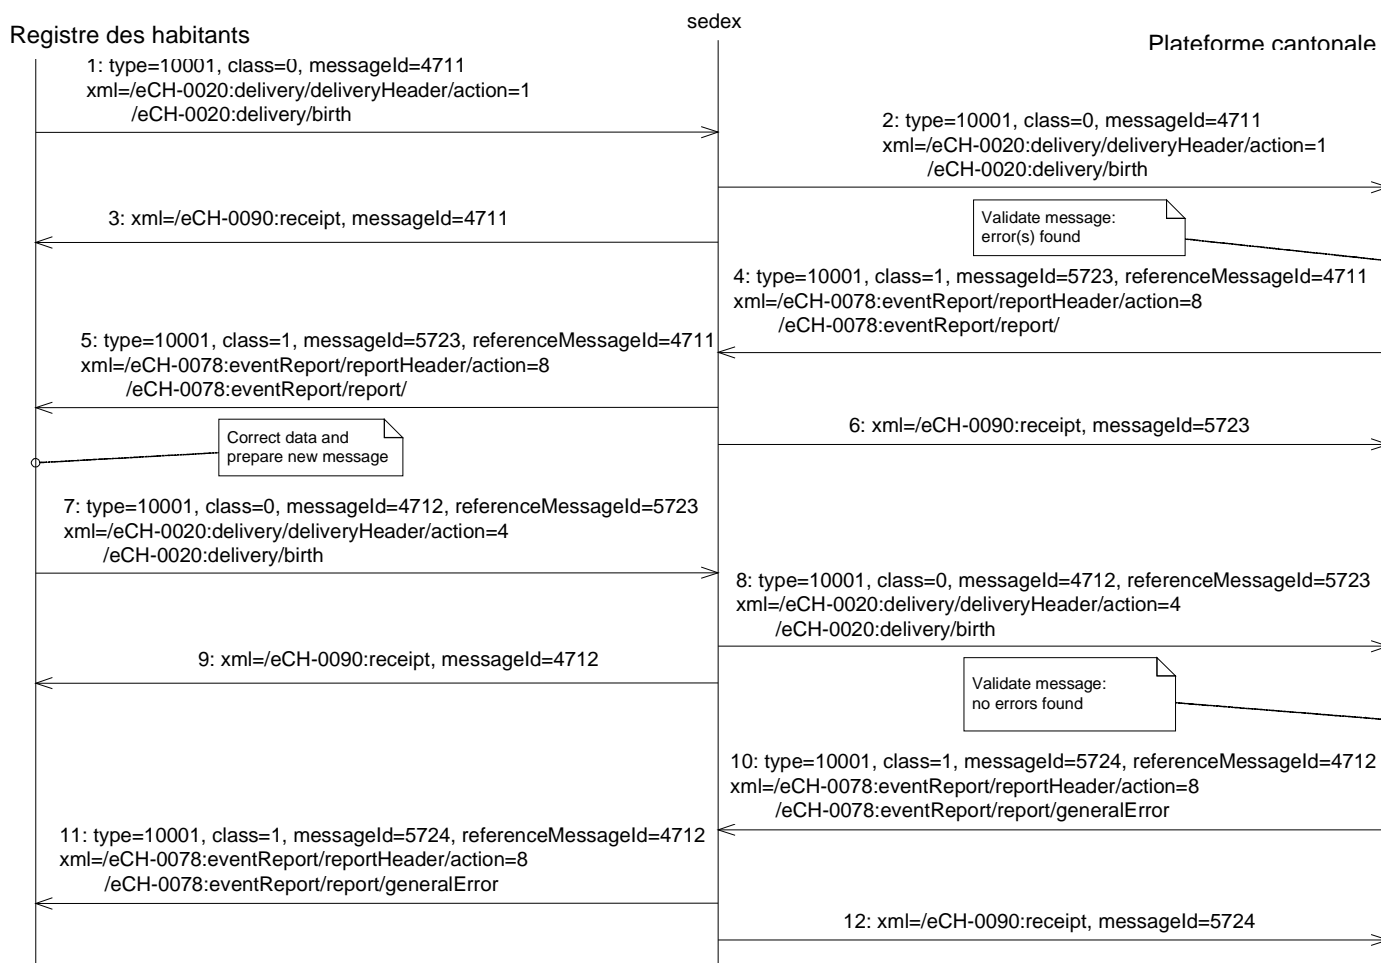 sedex
Registre des habitants
Plateforme cantonale
1: type=10001, class=0, messageId=4711
xml=/eCH-0020:delivery/deliveryHeader/action=1
/eCH-0020:delivery/birth
2: type=10001, class=0, messageId=4711
xml=/eCH-0020:delivery/deliveryHeader/action=1
/eCH-0020:delivery/birth
3: xml=/eCH-0090:receipt, messageId=4711
Validate message:
error(s) found
4: type=10001, class=1, messageId=5723, referenceMessageId=4711
xml=/eCH-0078:eventReport/reportHeader/action=8
/eCH-0078:eventReport/report/
5: type=10001, class=1, messageId=5723, referenceMessageId=4711
xml=/eCH-0078:eventReport/reportHeader/action=8
/eCH-0078:eventReport/report/
6: xml=/eCH-0090:receipt, messageId=5723
Correct data and
prepare new message
7: type=10001, class=0, messageId=4712, referenceMessageId=5723
xml=/eCH-0020:delivery/deliveryHeader/action=4
/eCH-0020:delivery/birth
8: type=10001, class=0, messageId=4712, referenceMessageId=5723
xml=/eCH-0020:delivery/deliveryHeader/action=4
/eCH-0020:delivery/birth
9: xml=/eCH-0090:receipt, messageId=4712
Validate message:
no errors found
10: type=10001, class=1, messageId=5724, referenceMessageId=4712
xml=/eCH-0078:eventReport/reportHeader/action=8
/eCH-0078:eventReport/report/generalError
11: type=10001, class=1, messageId=5724, referenceMessageId=4712
xml=/eCH-0078:eventReport/reportHeader/action=8
/eCH-0078:eventReport/report/generalError
12: xml=/eCH-0090:receipt, messageId=5724